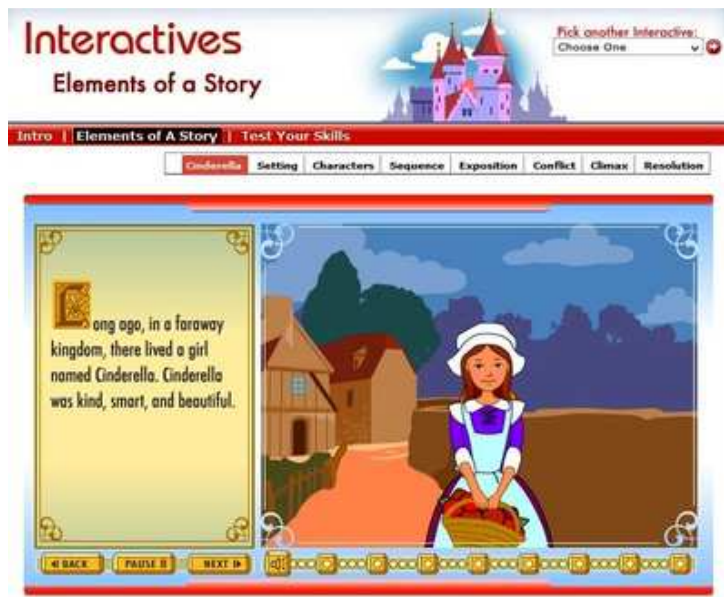 Interactives
Elements of a Story
Pick another Interactive:
Choose One
Intro | Elements of A Story | Test Your Skills
Cinderella Setting Characters Sequence Exposition Conflict Climax Resolution
Long ago, in a faraway
kingdom, there lived a girl
named Cinderella. Cinderella
was kind, smart, and beautiful.
BACK PAUSE NEXT